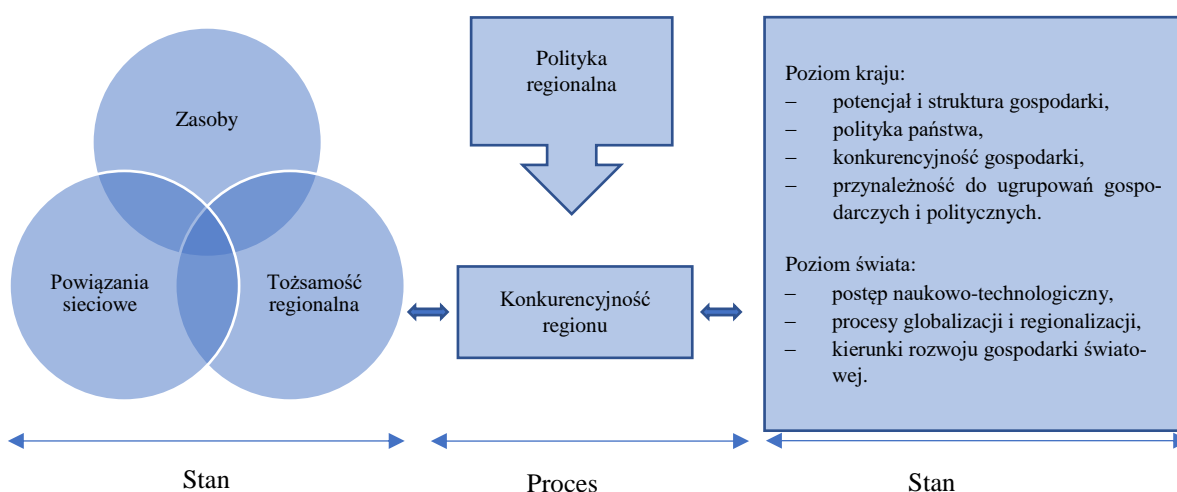 Zasoby
Powiązania
sieciowe
Tożsamość
regionalna
Polityka
regionalna
Konkurencyjność
regionu
Poziom kraju:
– potencjał i struktura gospodarki,
– polityka państwa,
– konkurencyjność gospodarki,
– przynależność do ugrupowań gospo-
darczych i politycznych.
Poziom świata:
– postęp naukowo-technologiczny,
– procesy globalizacji i regionalizacji,
– kierunki rozwoju gospodarki świato-
wej.
Stan
Proces
Stan